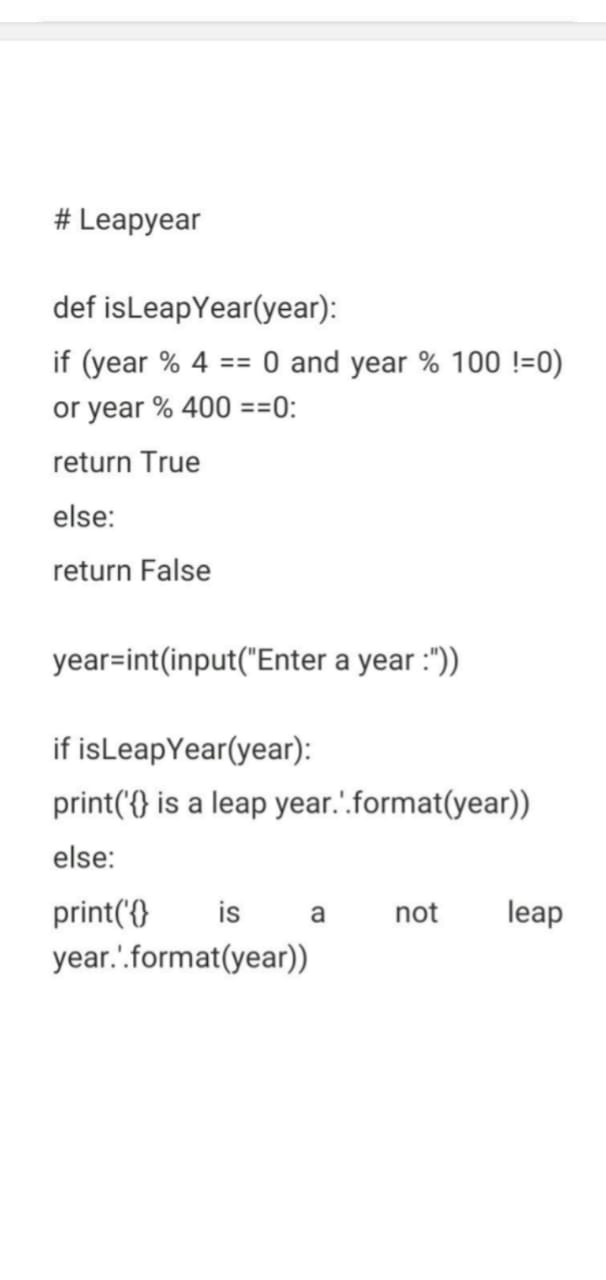 # Leapyear
def isLeapYear(year):
if (year % 4 == 0 and year % 100 !=0)
or year % 400 ==0:
return True
else:
return False
year=int(input("Enter a year :"))
if isLeapYear(year):
print('{} is a leap year.'.format(year))
else:
print('{} is a not leap
year.'.format(year))